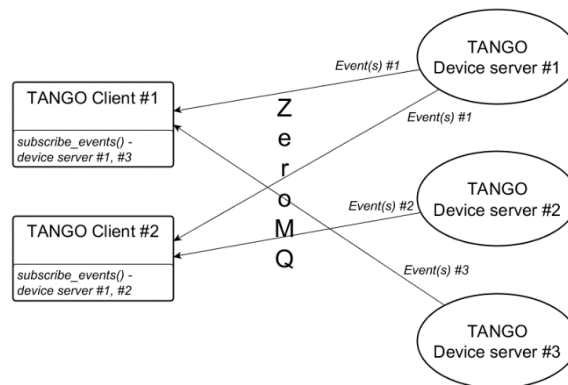 TANGO
Device server #1
Event(s) #1
TANGO Client #1
subscribe_events() -
device server #1, #3
Event(s) #1
Z
e
r
o
M
Q
TANGO
Device server #2
Event(s) #2
TANGO Client #2
subscribe_events() -
device server #1, #2
Event(s) #3
TANGO
Device server #3